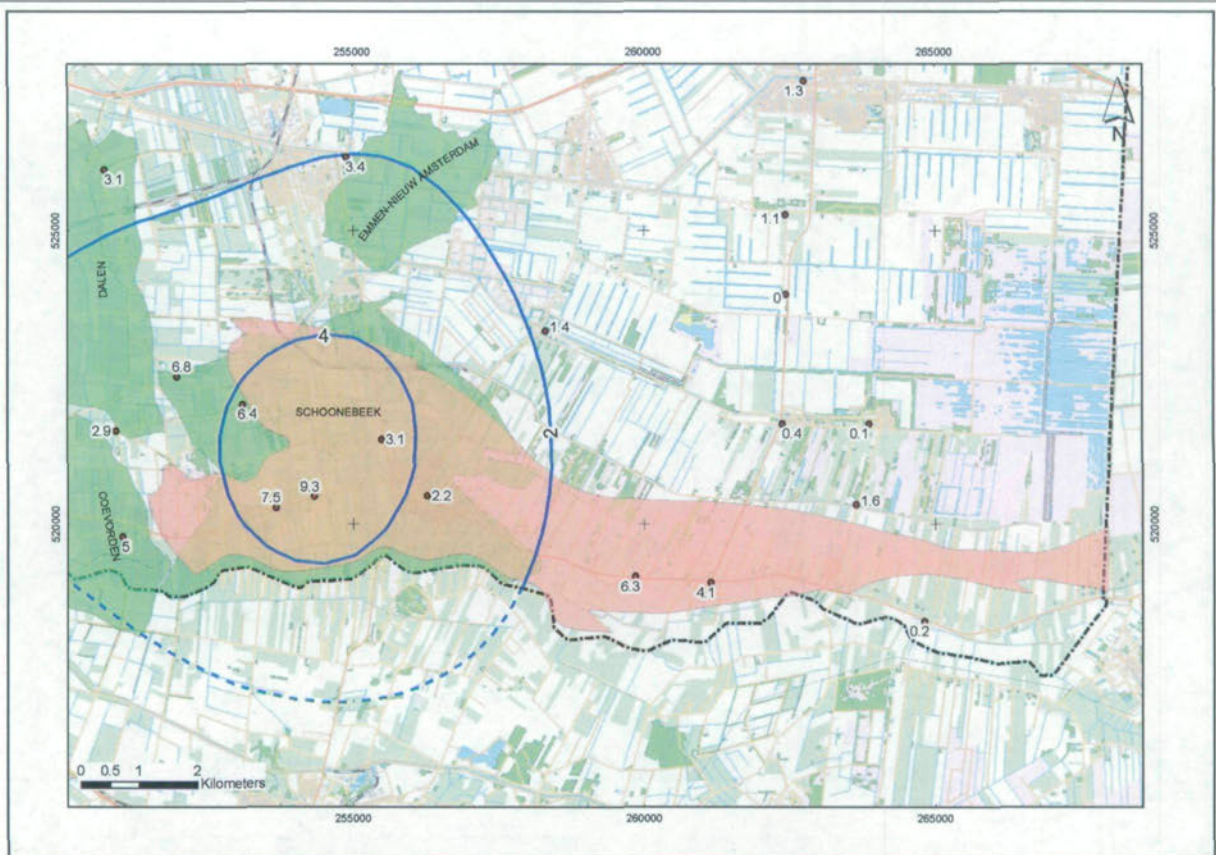 255000 260000 265000
1.3
N
3.4
3.1
EMMEN-NIEUW AMSTERDAM
1.1
525000 525000
DALEN
0
4
1.4
6.8
6.4
SCHOONEBEEK
2
2.9
3.1
0.4 0.1
7.5 9.3 2.2
1.6
520000 520000
COEVORDEN
5
6.3 4.1
0.2
0 0.5 1 2
Kilometers
255000 260000 265000